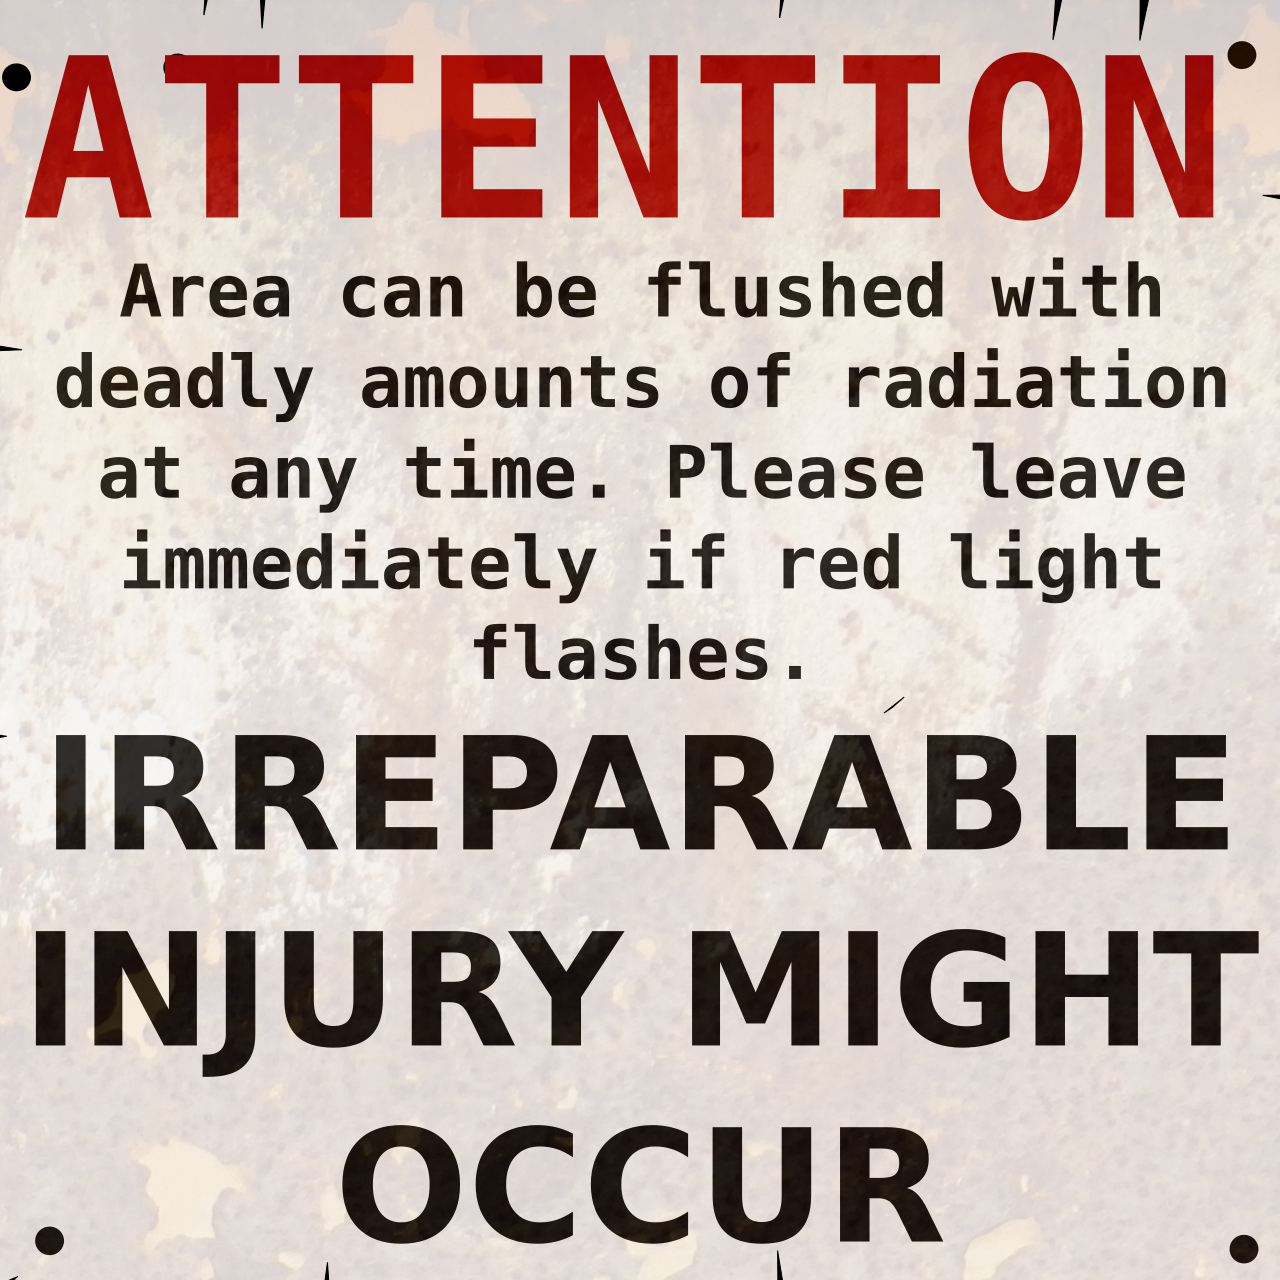 ATTENTION
Area can be flushed with
deadly amounts of radiation
at any time. Please leave
immediately if red light
flashes.
IRREPARABLE
INJURY MIGHT
OCCUR